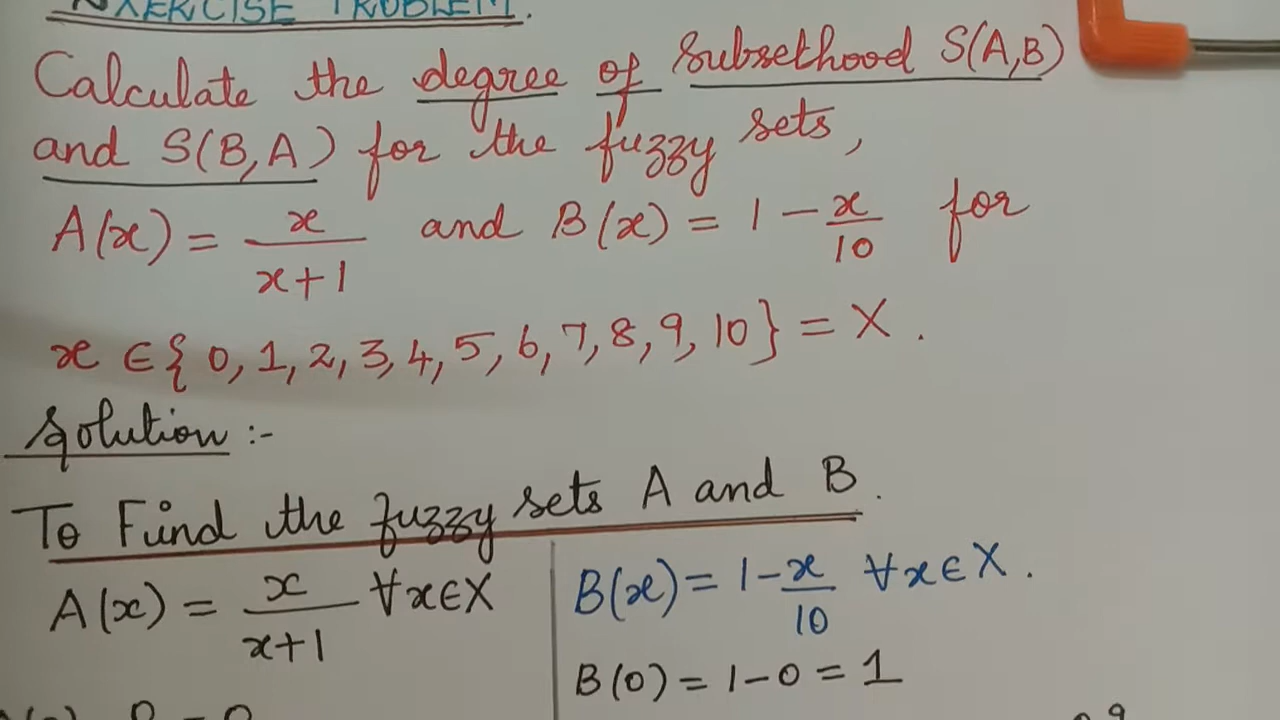 EXERCISE PROBLEM.
Calculate the degree of subsethood S(A,B)
and S(B,A) for the fuzzy sets,
A(x) = x/(x+1) and B(x) = 1 - x/10 for
x ∈ {0, 1, 2, 3, 4, 5, 6, 7, 8, 9, 10} = X.
Solution :-
To Find the fuzzy sets A and B.
A(x) = x/(x+1) ∀x∈X
B(x) = 1 - x/10 ∀x∈X.
B(0) = 1 - 0 = 1